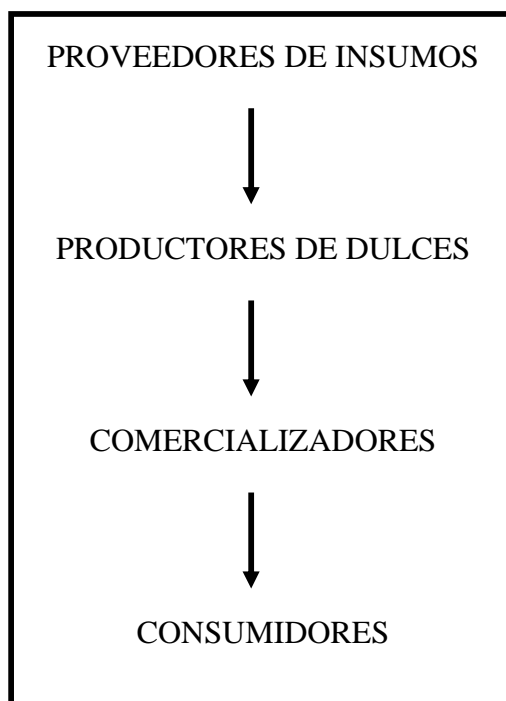 PROVEEDORES DE INSUMOS
PRODUCTORES DE DULCES
COMERCIALIZADORES
CONSUMIDORES